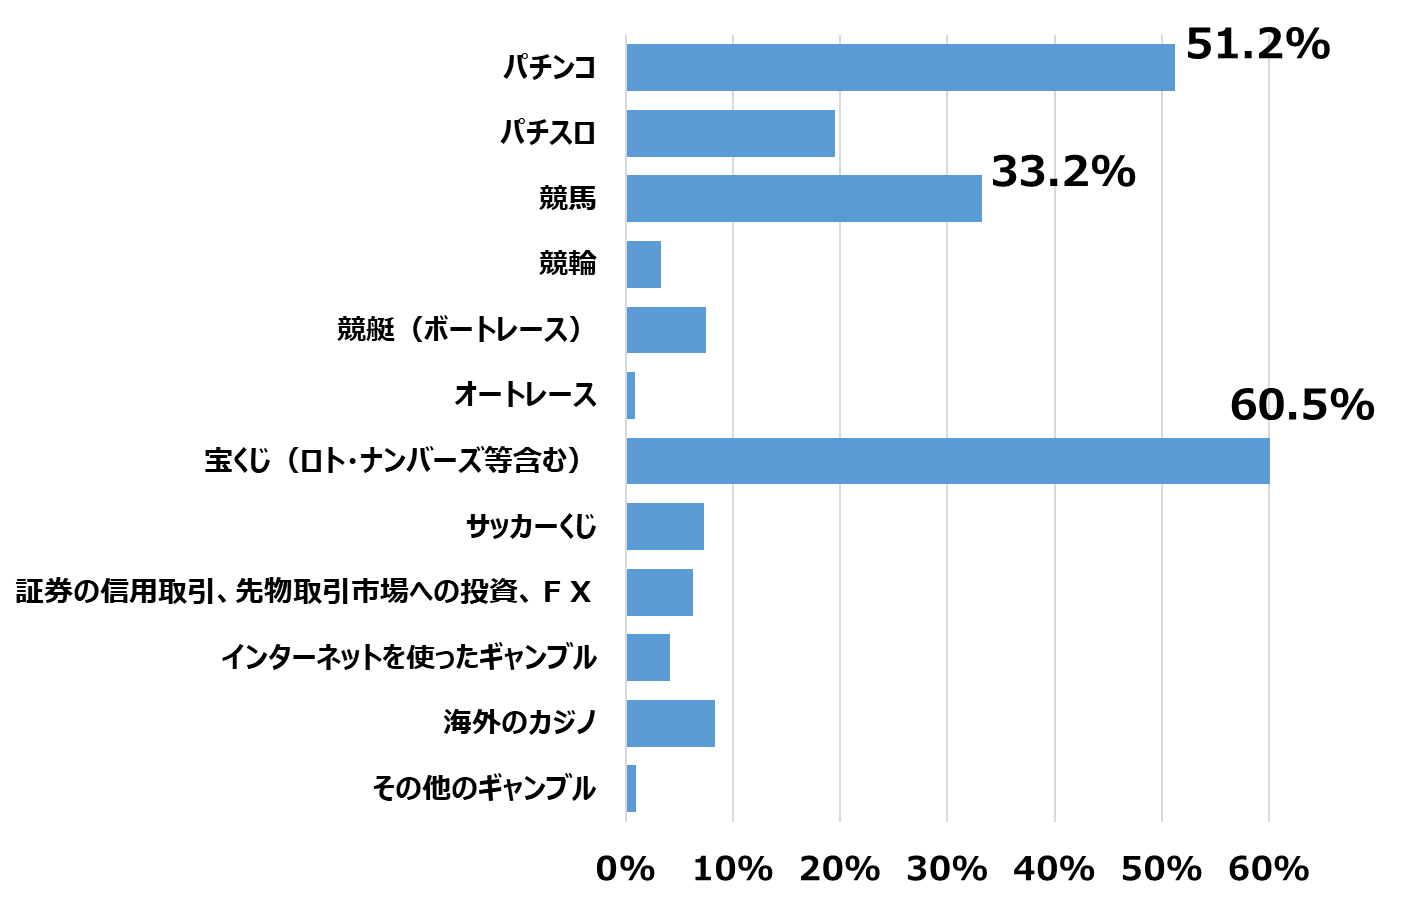 パチンコ
51.2%
パチスロ
競馬
33.2%
競輪
競艇（ボートレース）
オートレース
宝くじ（ロト・ナンバーズ等含む）
60.5%
サッカーくじ
証券の信用取引、先物取引市場への投資、ＦＸ
インターネットを使ったギャンブル
海外のカジノ
その他のギャンブル
0% 10% 20% 30% 40% 50% 60%